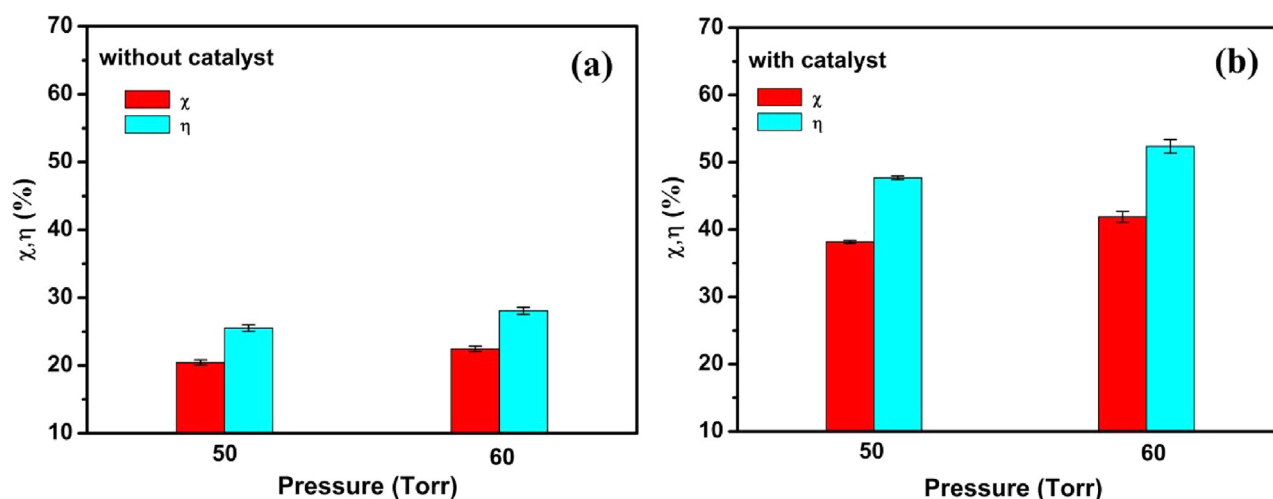 70
60
50
40
30
20
10
χ,η (%)
without catalyst
(a)
χ
η
50
60
Pressure (Torr)
70
60
50
40
30
20
10
χ,η (%)
with catalyst
(b)
χ
η
50
60
Pressure (Torr)